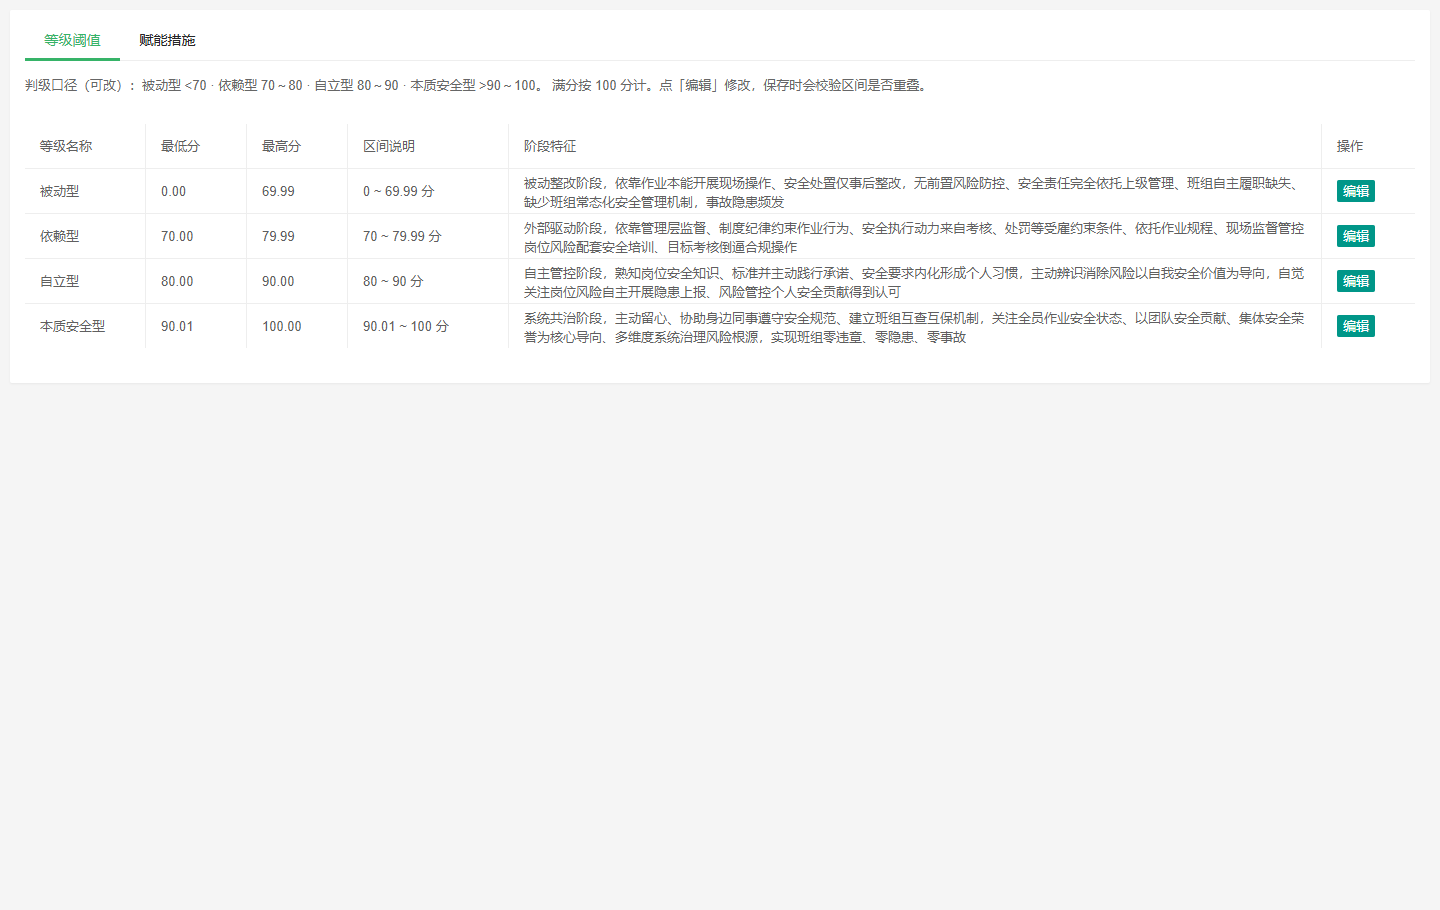 等级阈值 赋能措施
判级口径（可改）：被动型 <70 · 依赖型 70～80 · 自立型 80～90 · 本质安全型 >90～100。 满分按 100 分计。点「编辑」修改，保存时会校验区间是否重叠。
等级名称 最低分 最高分 区间说明 阶段特征 操作
被动型 0.00 69.99 0 ~ 69.99 分 被动整改阶段，依靠作业本能开展现场操作、安全处置仅事后整改，无前置风险防控、安全责任完全依托上级管理、班组自主履职缺失、 编辑
缺少班组常态化安全管理机制，事故隐患频发
依赖型 70.00 79.99 70 ~ 79.99 分 外部驱动阶段，依靠管理层监督、制度纪律约束作业行为、安全执行动力来自考核、处罚等受雇约束条件、依托作业规程、现场监督管控 编辑
岗位风险配套安全培训、目标考核倒逼合规操作
自立型 80.00 90.00 80 ~ 90 分 自主管控阶段，熟知岗位安全知识、标准并主动践行承诺、安全要求内化形成个人习惯，主动辨识消除风险以自我安全价值为导向，自觉 编辑
关注岗位风险自主开展隐患上报、风险管控个人安全贡献得到认可
本质安全型 90.01 100.00 90.01 ~ 100 分 系统共治阶段，主动留心、协助身边同事遵守安全规范、建立班组互查互保机制，关注全员作业安全状态、以团队安全贡献、集体安全荣 编辑
誉为核心导向、多维度系统治理风险根源，实现班组零违章、零隐患、零事故